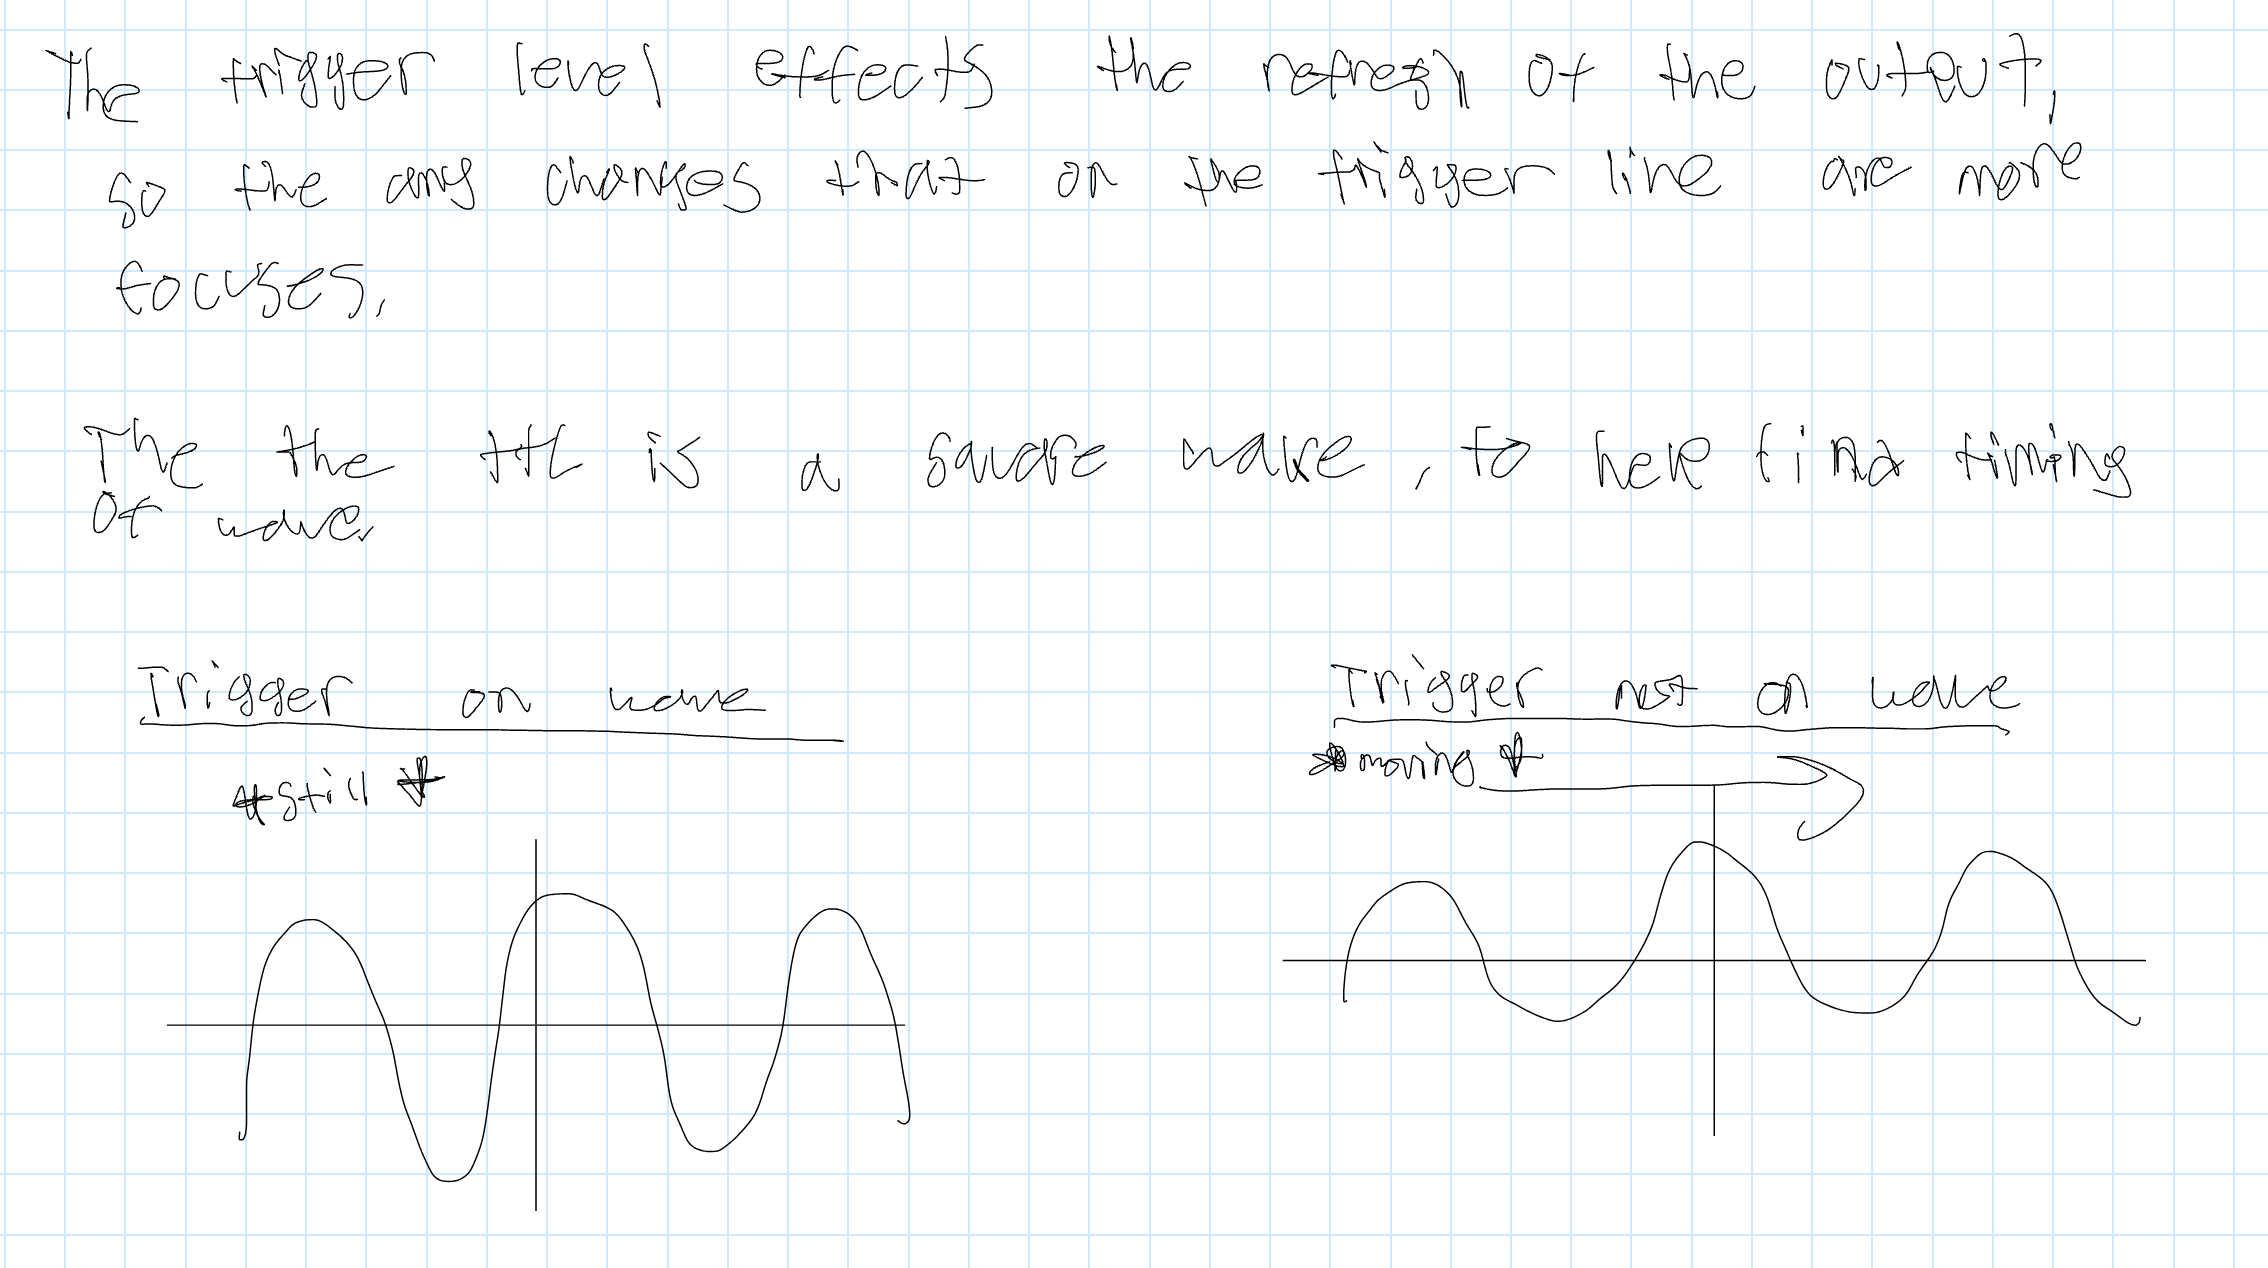 The trigger level effects the refresh of the output,
so the any changes that on the trigger line are more
focuses.
The the ttl is a square wave, to help find timing
of wave.
Trigger on wave
Trigger not on wave
*still*
*moving*